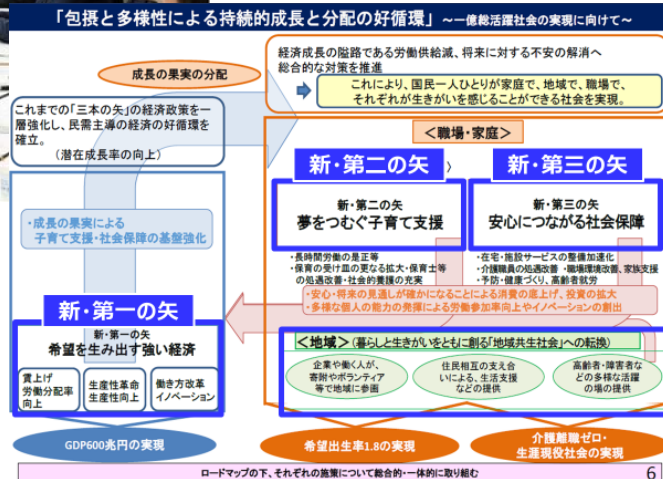 「包摂と多様性による持続的成長と分配の好循環」 ～一億総活躍社会の実現に向けて～
経済成長の隘路である労働供給減、将来に対する不安の解消へ
総合的な対策を推進
これにより、国民一人ひとりが家庭で、地域で、職場で、
それぞれが生きがいを感じることができる社会を実現。
成長の果実の分配
これまでの「三本の矢」の経済政策を一
層強化し、民需主導の経済の好循環を
確立。
(潜在成長率の向上)
＜職場・家庭＞
新・第二の矢
新・第二の矢
夢をつむぐ子育て支援
新・第三の矢
新・第三の矢
安心につながる社会保障
・成長の果実による
子育て支援・社会保障の基盤強化
・長時間労働の是正等
・保育の受け皿の更なる拡大・保育士等
の処遇改善・社会的養護の充実
・在宅・施設サービスの整備加速化
・介護職員の処遇改善 ・職場環境改善、家族支援
・予防・健康づくり、高齢者就労
・安心・将来の見通しが確かになることによる消費の底上げ、投資の拡大
・多様な個人の能力の発揮による労働参加率向上やイノベーションの創出
新・第一の矢
新・第一の矢
希望を生み出す強い経済
賃上げ
労働分配率
向上
生産性革命
生産性向上
働き方改革
イノベーション
＜地域＞(暮らしと生きがいをともに創る「地域共生社会」への転換)
企業や働く人が、
寄附やボランティア
等で地域に参画
住民相互の支え合
いによる、生活支援
などの提供
高齢者・障害者な
どの多様な活躍
の場の提供
GDP600兆円の実現
希望出生率1.8の実現
介護離職ゼロ・
生涯現役社会の実現
ロードマップの下、それぞれの施策について総合的・一体的に取り組む
6